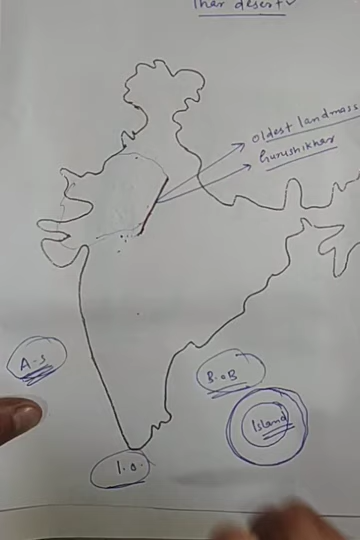 Thar desert
Oldest landmass
Gurushikhar
A.S
B.O.B
Island
I.O.